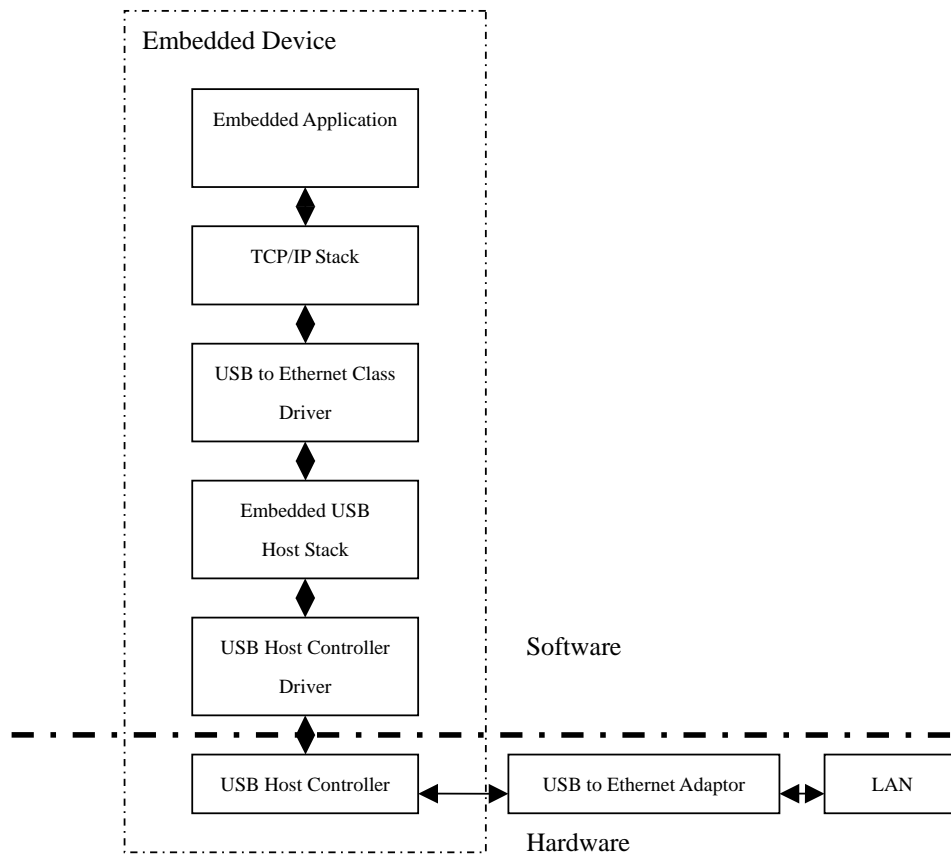 Embedded Device
Embedded Application
TCP/IP Stack
USB to Ethernet Class
Driver
Embedded USB
Host Stack
USB Host Controller
Driver
Software
USB Host Controller
USB to Ethernet Adaptor
LAN
Hardware